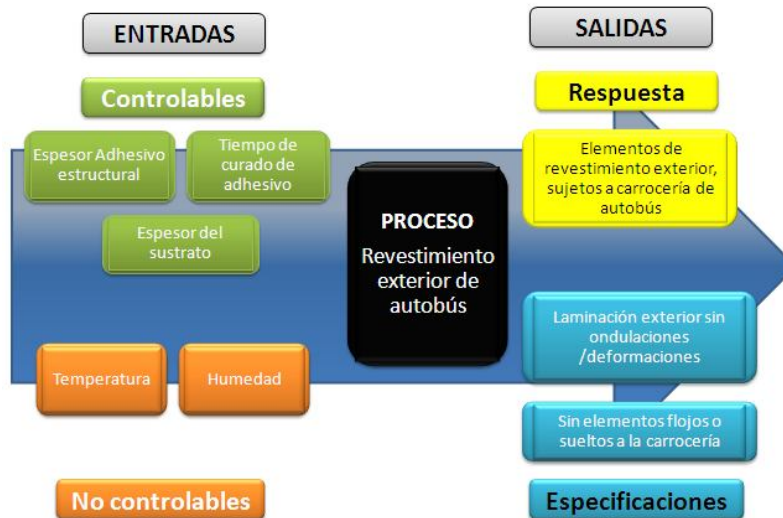 ENTRADAS
SALIDAS
Controlables
Respuesta
Espesor Adhesivo
estructural
Tiempo de
curado de
adhesivo
Espesor del
sustrato
Elementos de
revestimiento exterior,
sujetos a carrocería de
autobús
PROCESO
Revestimiento
exterior de
autobús
Temperatura
Humedad
Laminación exterior sin
ondulaciones
/deformaciones
Sin elementos flojos o
sueltos a la carrocería
No controlables
Especificaciones